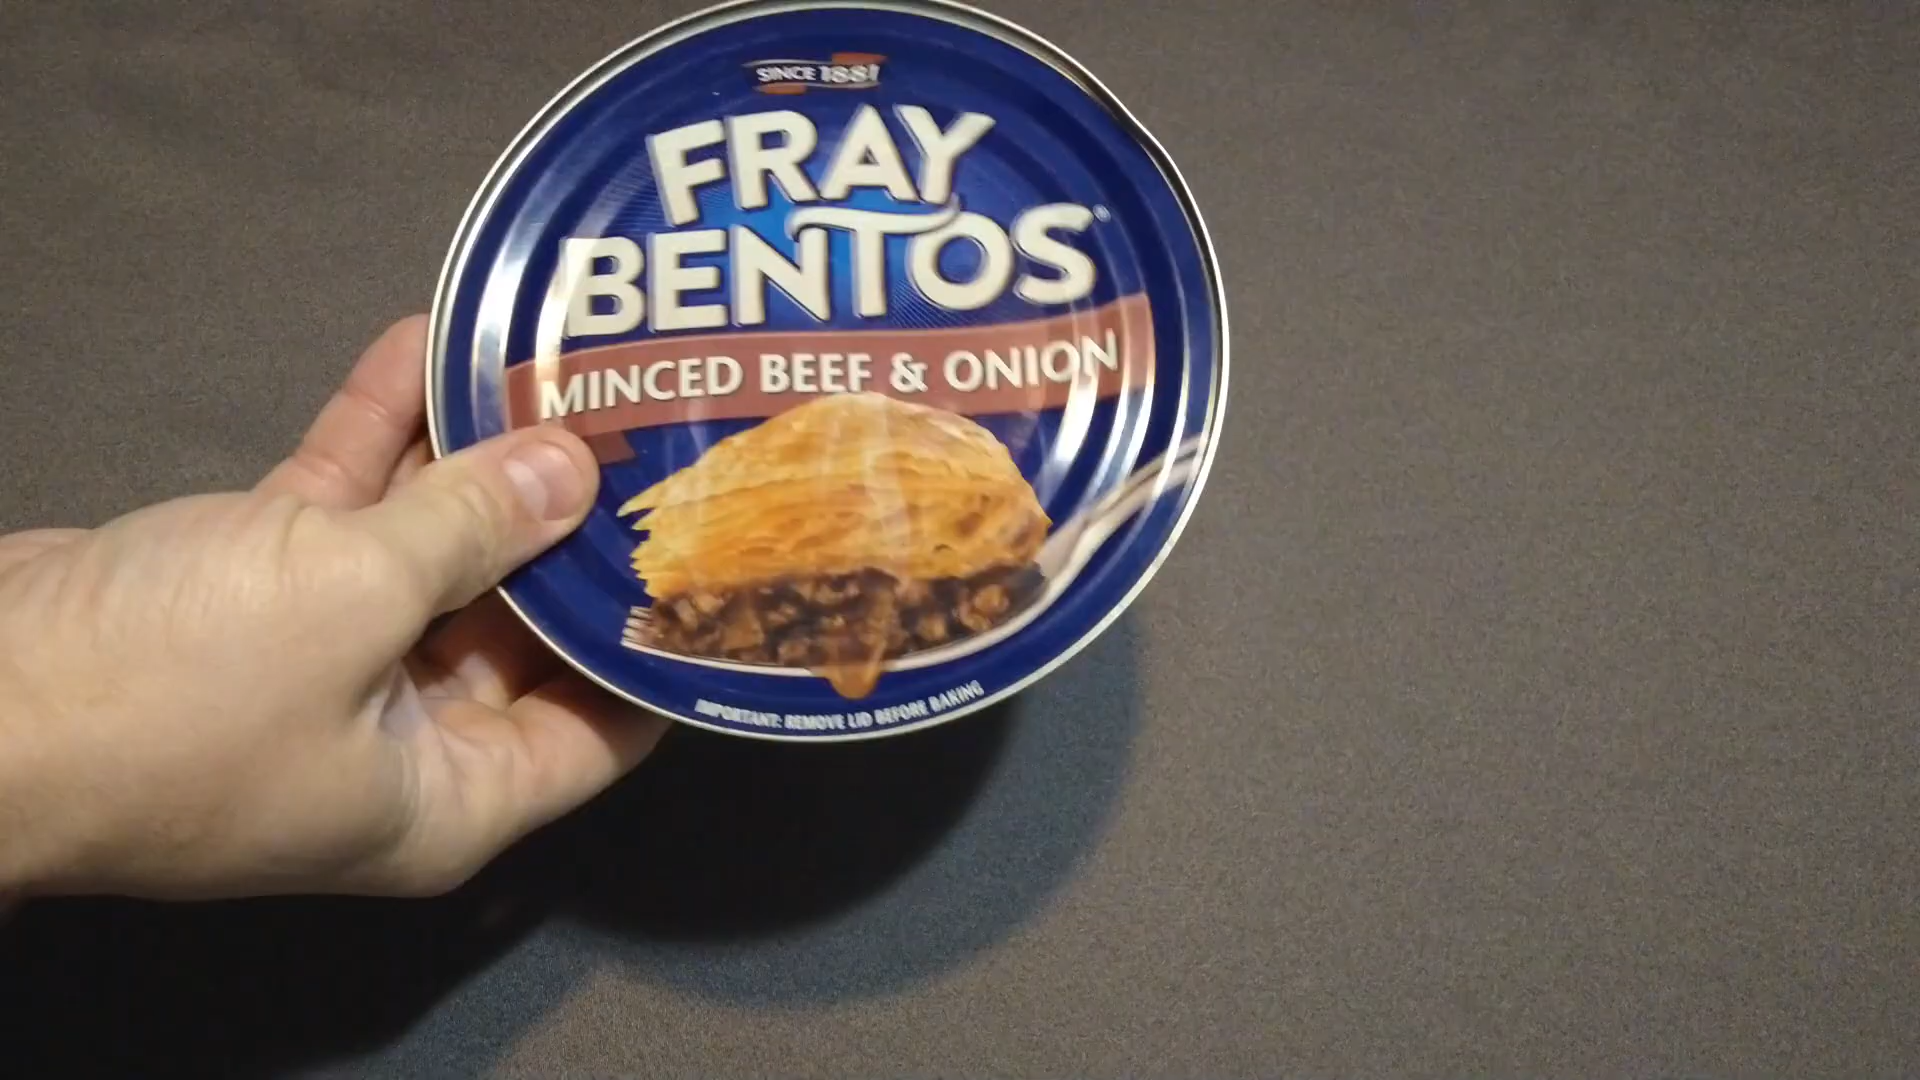 SINCE 1881
FRAY
BENTOS®
MINCED BEEF & ONION
IMPORTANT: REMOVE LID BEFORE BAKING